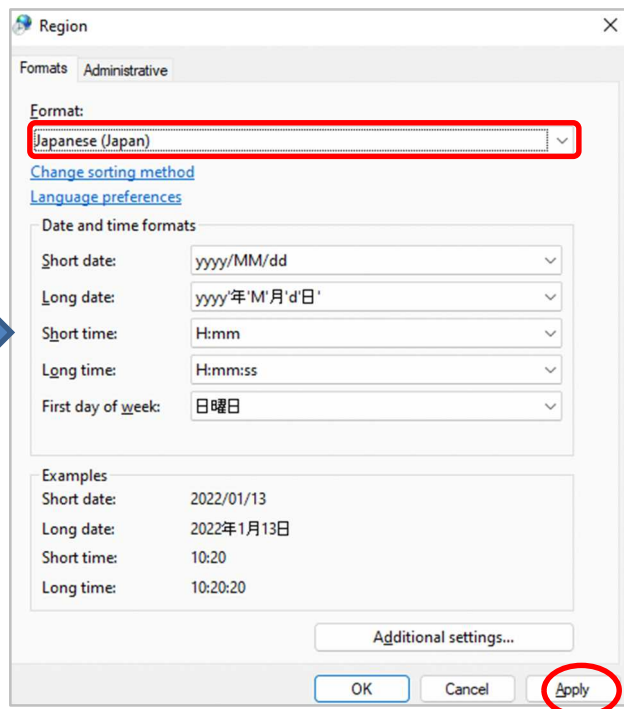 Region
Formats Administrative
Format:
Japanese (Japan)
Change sorting method
Language preferences
Date and time formats
Short date: yyyy/MM/dd
Long date: yyyy'年'M'月'd'日'
Short time: H:mm
Long time: H:mm:ss
First day of week: 日曜日
Examples
Short date: 2022/01/13
Long date: 2022年1月13日
Short time: 10:20
Long time: 10:20:20
Additional settings...
OK Cancel Apply